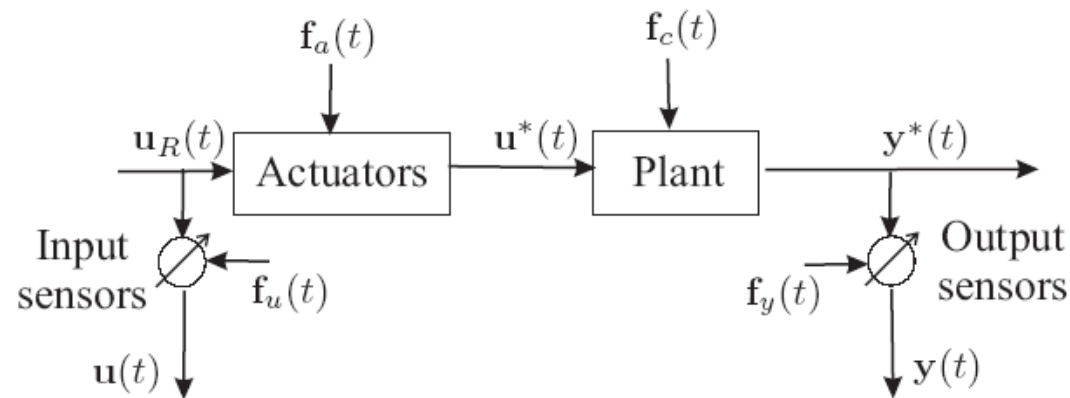 f_a(t)
f_c(t)
u_R(t)
Actuators
u*(t)
Plant
y*(t)
Input
sensors
f_u(t)
f_y(t)
Output
sensors
u(t)
y(t)